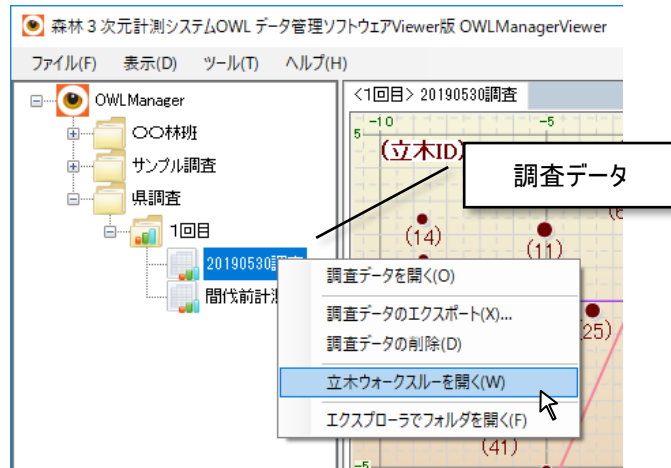 森林３次元計測システムOWL データ管理ソフトウェアViewer版 OWLManagerViewer
ファイル(F) 表示(D) ツール(T) ヘルプ(H)
OWLManager
〇〇林班
サンプル調査
県調査
1回目
20190530調査
間伐前計
<1回目> 20190530調査
-10 -5
5
(立木ID)
調査データ
(14)
(11)
(25)
(41)
-5
調査データを開く(O)
調査データのエクスポート(X)...
調査データの削除(D)
立木ウォークスルーを開く(W)
エクスプローラでフォルダを開く(F)